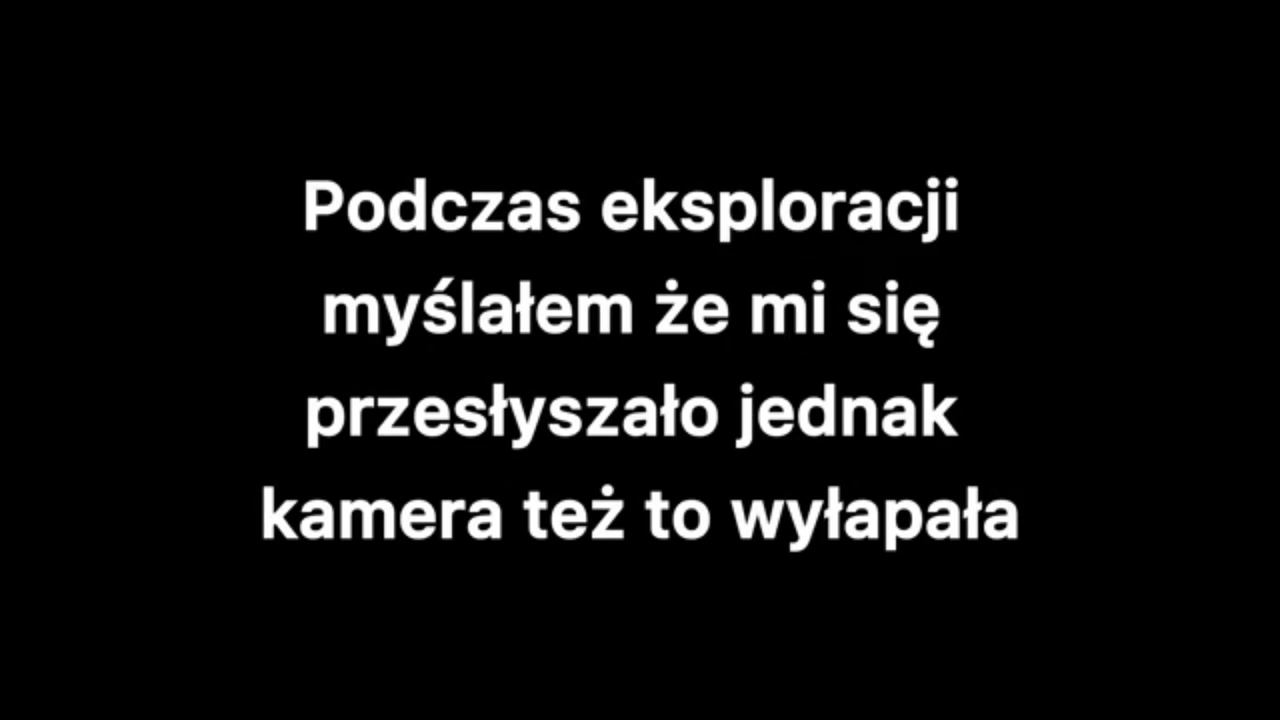 Podczas eksploracji
myślałem że mi się
przesłyszało jednak
kamera też to wyłapała